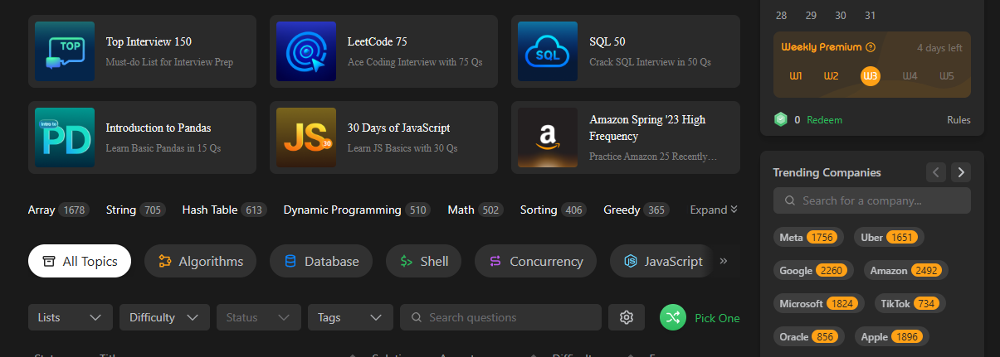 TOP
Top Interview 150
Must-do List for Interview Prep
LeetCode 75
Ace Coding Interview with 75 Qs
SQL
SQL 50
Crack SQL Interview in 50 Qs
Intro to
PD
Introduction to Pandas
Learn Basic Pandas in 15 Qs
JS
30
30 Days of JavaScript
Learn JS Basics with 30 Qs
a
Amazon Spring '23 High
Frequency
Practice Amazon 25 Recently…
Array 1678 String 705 Hash Table 613 Dynamic Programming 510 Math 502 Sorting 406 Greedy 365 Expand
All Topics Algorithms Database Shell Concurrency JS JavaScript
Lists Difficulty Status Tags Search questions Pick One
28 29 30 31
Weekly Premium ? 4 days left
W1 W2 W3 W4 W5
0 Redeem Rules
Trending Companies
Search for a company...
Meta 1756 Uber 1651
Google 2260 Amazon 2492
Microsoft 1824 TikTok 734
Oracle 856 Apple 1896